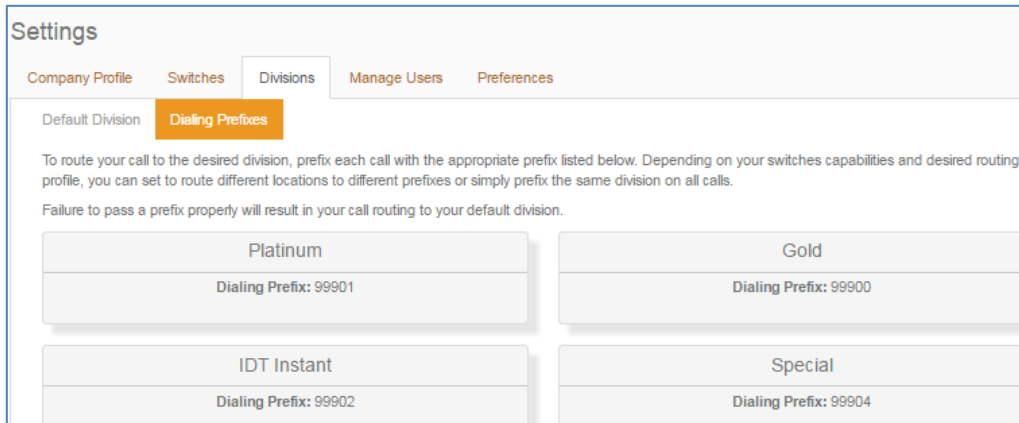 Settings
Company Profile Switches Divisions Manage Users Preferences
Default Division Dialing Prefixes
To route your call to the desired division, prefix each call with the appropriate prefix listed below. Depending on your switches capabilities and desired routing
profile, you can set to route different locations to different prefixes or simply prefix the same division on all calls.
Failure to pass a prefix properly will result in your call routing to your default division.
Platinum
Dialing Prefix: 99901
Gold
Dialing Prefix: 99900
IDT Instant
Dialing Prefix: 99902
Special
Dialing Prefix: 99904